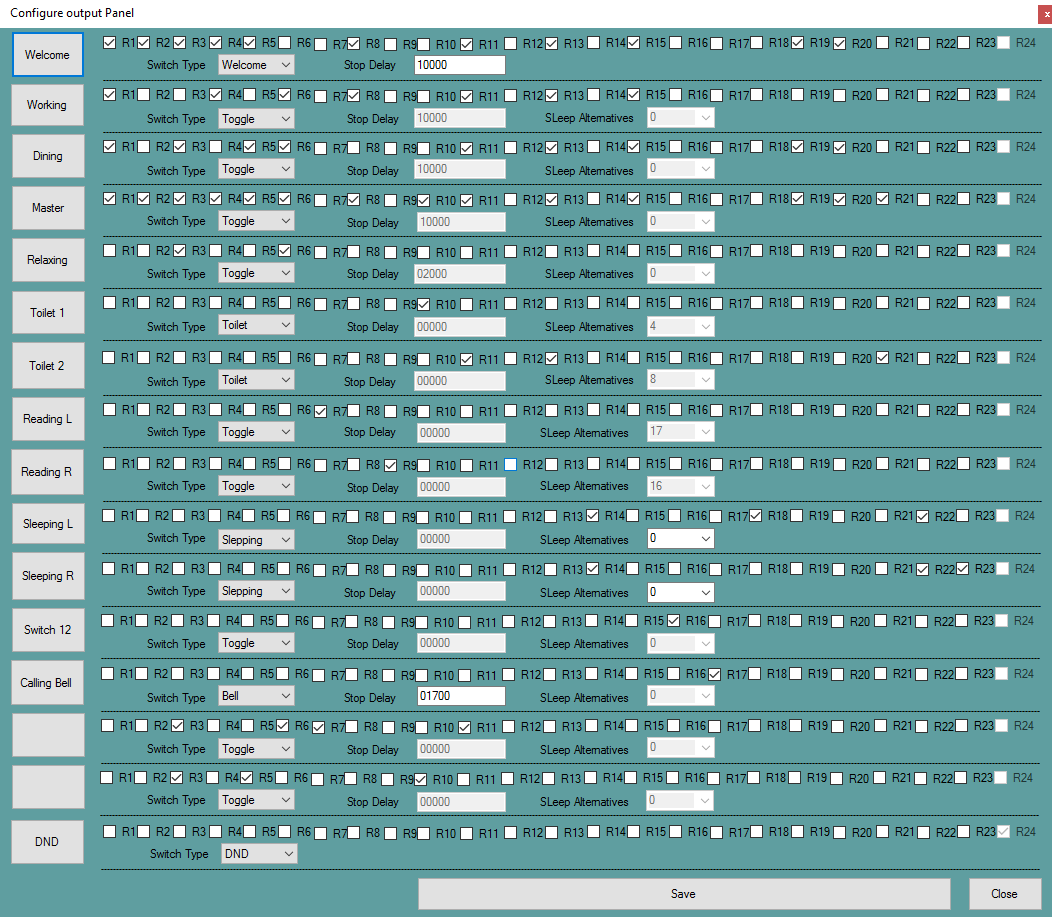 Configure output Panel x
Welcome R1 R2 R3 R4 R5 R6 R7 R8 R9 R10 R11 R12 R13 R14 R15 R16 R17 R18 R19 R20 R21 R22 R23 R24
Switch Type Welcome Stop Delay 10000
Working R1 R2 R3 R4 R5 R6 R7 R8 R9 R10 R11 R12 R13 R14 R15 R16 R17 R18 R19 R20 R21 R22 R23 R24
Switch Type Toggle Stop Delay 10000 SLeep Alternatives 0
Dining R1 R2 R3 R4 R5 R6 R7 R8 R9 R10 R11 R12 R13 R14 R15 R16 R17 R18 R19 R20 R21 R22 R23 R24
Switch Type Toggle Stop Delay 10000 SLeep Alternatives 0
Master R1 R2 R3 R4 R5 R6 R7 R8 R9 R10 R11 R12 R13 R14 R15 R16 R17 R18 R19 R20 R21 R22 R23 R24
Switch Type Toggle Stop Delay 10000 SLeep Alternatives 0
Relaxing R1 R2 R3 R4 R5 R6 R7 R8 R9 R10 R11 R12 R13 R14 R15 R16 R17 R18 R19 R20 R21 R22 R23 R24
Switch Type Toggle Stop Delay 02000 SLeep Alternatives 0
Toilet 1 R1 R2 R3 R4 R5 R6 R7 R8 R9 R10 R11 R12 R13 R14 R15 R16 R17 R18 R19 R20 R21 R22 R23 R24
Switch Type Toilet Stop Delay 00000 SLeep Alternatives 4
Toilet 2 R1 R2 R3 R4 R5 R6 R7 R8 R9 R10 R11 R12 R13 R14 R15 R16 R17 R18 R19 R20 R21 R22 R23 R24
Switch Type Toilet Stop Delay 00000 SLeep Alternatives 8
Reading L R1 R2 R3 R4 R5 R6 R7 R8 R9 R10 R11 R12 R13 R14 R15 R16 R17 R18 R19 R20 R21 R22 R23 R24
Switch Type Toggle Stop Delay 00000 SLeep Alternatives 17
Reading R R1 R2 R3 R4 R5 R6 R7 R8 R9 R10 R11 R12 R13 R14 R15 R16 R17 R18 R19 R20 R21 R22 R23 R24
Switch Type Toggle Stop Delay 00000 SLeep Alternatives 16
Sleeping L R1 R2 R3 R4 R5 R6 R7 R8 R9 R10 R11 R12 R13 R14 R15 R16 R17 R18 R19 R20 R21 R22 R23 R24
Switch Type Slepping Stop Delay 00000 SLeep Alternatives 0
Sleeping R R1 R2 R3 R4 R5 R6 R7 R8 R9 R10 R11 R12 R13 R14 R15 R16 R17 R18 R19 R20 R21 R22 R23 R24
Switch Type Slepping Stop Delay 00000 SLeep Alternatives 0
Switch 12 R1 R2 R3 R4 R5 R6 R7 R8 R9 R10 R11 R12 R13 R14 R15 R16 R17 R18 R19 R20 R21 R22 R23 R24
Switch Type Toggle Stop Delay 00000 SLeep Alternatives 0
Calling Bell R1 R2 R3 R4 R5 R6 R7 R8 R9 R10 R11 R12 R13 R14 R15 R16 R17 R18 R19 R20 R21 R22 R23 R24
Switch Type Bell Stop Delay 01700 SLeep Alternatives 0
R1 R2 R3 R4 R5 R6 R7 R8 R9 R10 R11 R12 R13 R14 R15 R16 R17 R18 R19 R20 R21 R22 R23 R24
Switch Type Toggle Stop Delay 00000 SLeep Alternatives 0
R1 R2 R3 R4 R5 R6 R7 R8 R9 R10 R11 R12 R13 R14 R15 R16 R17 R18 R19 R20 R21 R22 R23 R24
Switch Type Toggle Stop Delay 00000 SLeep Alternatives 0
DND R1 R2 R3 R4 R5 R6 R7 R8 R9 R10 R11 R12 R13 R14 R15 R16 R17 R18 R19 R20 R21 R22 R23 R24
Switch Type DND
Save Close